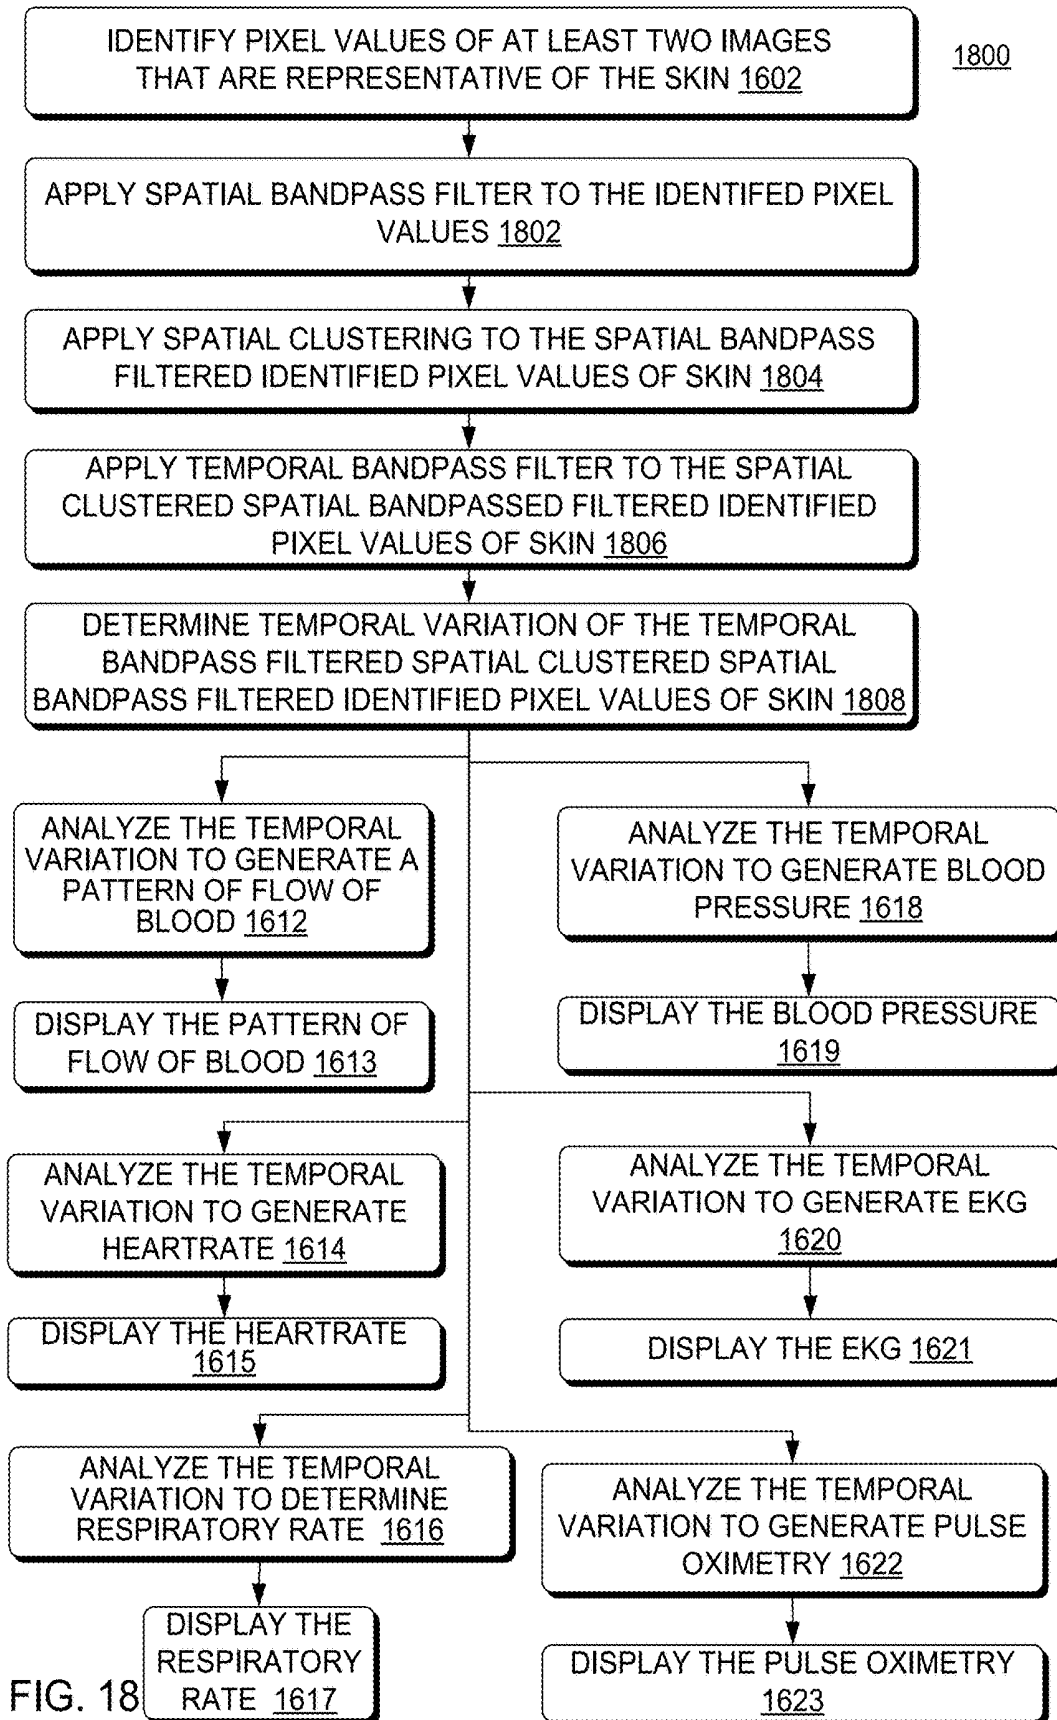 IDENTIFY PIXEL VALUES OF AT LEAST TWO IMAGES
THAT ARE REPRESENTATIVE OF THE SKIN 1602
1800
APPLY SPATIAL BANDPASS FILTER TO THE IDENTIFED PIXEL
VALUES 1802
APPLY SPATIAL CLUSTERING TO THE SPATIAL BANDPASS
FILTERED IDENTIFIED PIXEL VALUES OF SKIN 1804
APPLY TEMPORAL BANDPASS FILTER TO THE SPATIAL
CLUSTERED SPATIAL BANDPASSED FILTERED IDENTIFIED
PIXEL VALUES OF SKIN 1806
DETERMINE TEMPORAL VARIATION OF THE TEMPORAL
BANDPASS FILTERED SPATIAL CLUSTERED SPATIAL
BANDPASS FILTERED IDENTIFIED PIXEL VALUES OF SKIN 1808
ANALYZE THE TEMPORAL
VARIATION TO GENERATE A
PATTERN OF FLOW OF
BLOOD 1612
ANALYZE THE TEMPORAL
VARIATION TO GENERATE BLOOD
PRESSURE 1618
DISPLAY THE PATTERN OF
FLOW OF BLOOD 1613
DISPLAY THE BLOOD PRESSURE
1619
ANALYZE THE TEMPORAL
VARIATION TO GENERATE
HEARTRATE 1614
ANALYZE THE TEMPORAL
VARIATION TO GENERATE EKG
1620
DISPLAY THE HEARTRATE
1615
DISPLAY THE EKG 1621
ANALYZE THE TEMPORAL
VARIATION TO DETERMINE
RESPIRATORY RATE 1616
ANALYZE THE TEMPORAL
VARIATION TO GENERATE PULSE
OXIMETRY 1622
DISPLAY THE
RESPIRATORY
RATE 1617
DISPLAY THE PULSE OXIMETRY
1623
FIG. 18